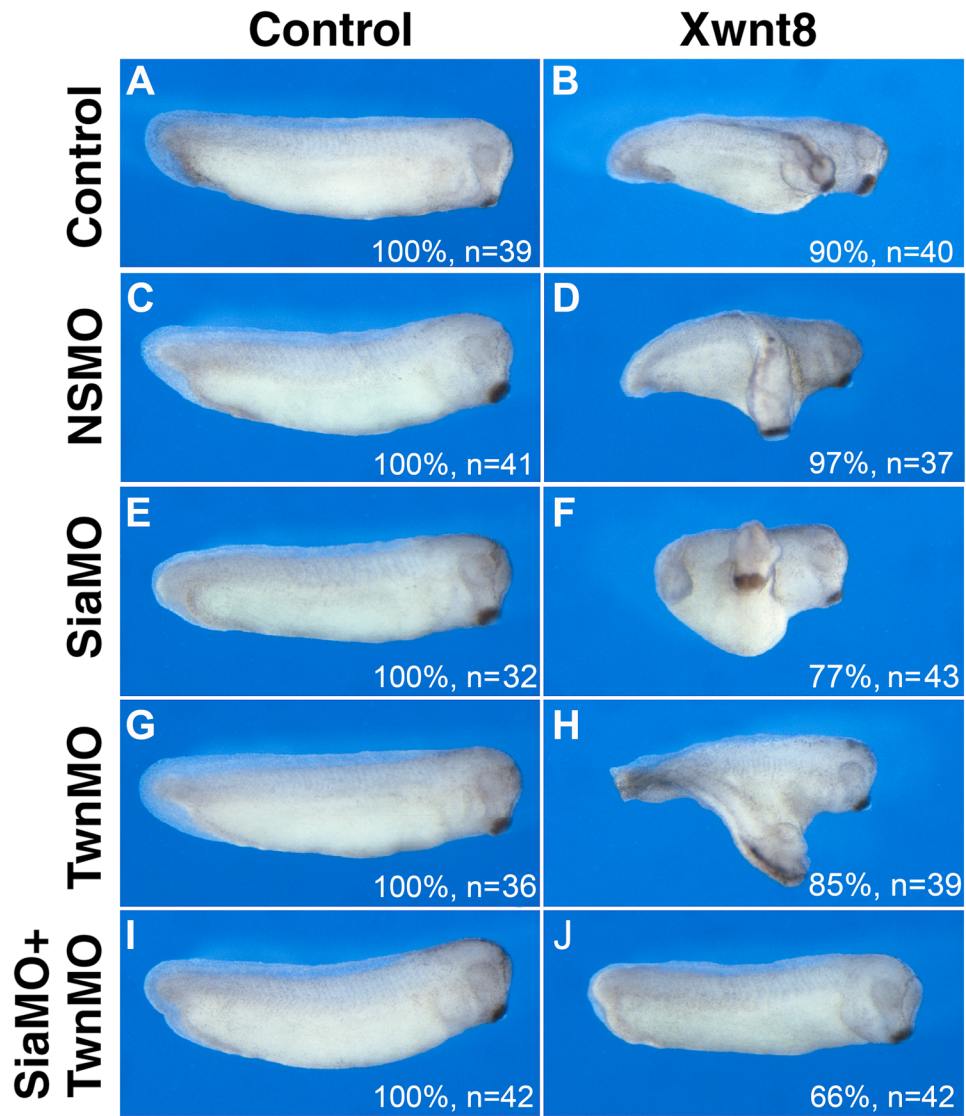 Control Xwnt8
Control
A
100%, n=39
B
90%, n=40
NSMO
C
100%, n=41
D
97%, n=37
SiaMO
E
100%, n=32
F
77%, n=43
TwnMO
G
100%, n=36
H
85%, n=39
SiaMO+
TwnMO
I
100%, n=42
J
66%, n=42